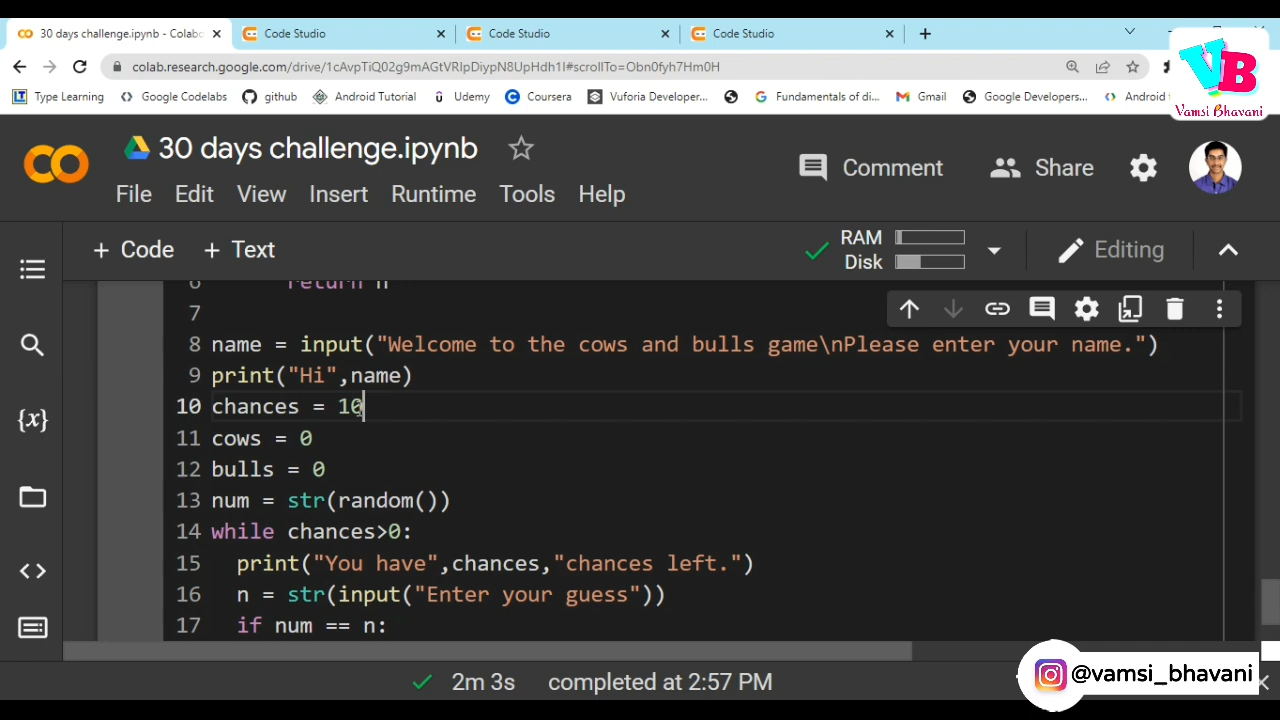 30 days challenge.ipynb - Colabo
Code Studio
Code Studio
Code Studio
VB
Vamsi Bhavani
colab.research.google.com/drive/1cAvpTiQ02g9mAGtVRIpDiypNOUpHdh1I#scrollTo=Obn0fyh7Hm0H
Type Learning
Google Codelabs
github
Android Tutorial
Udemy
Coursera
Vuforia Developer...
Fundamentals of di...
Gmail
Google Developers...
Android
30 days challenge.ipynb
Comment
Share
File Edit View Insert Runtime Tools Help
+ Code + Text
RAM
Disk
Editing
6 return n
7
8 name = input("Welcome to the cows and bulls game\nPlease enter your name.")
9 print("Hi",name)
10 chances = 10
11 cows = 0
12 bulls = 0
13 num = str(random())
14 while chances>0:
15 print("You have",chances,"chances left.")
16 n = str(input("Enter your guess"))
17 if num == n:
2m 3s completed at 2:57 PM
@vamsi_bhavani